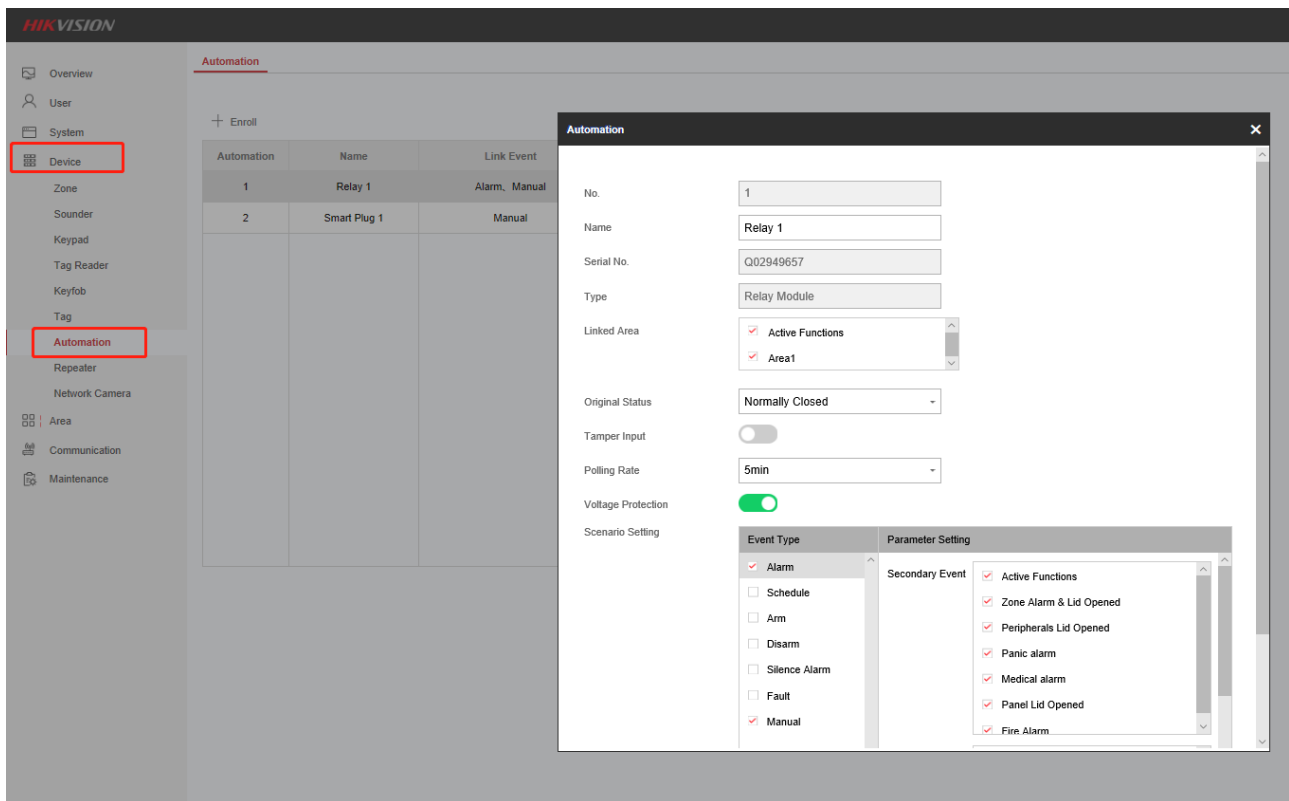 HIKVISION
Overview
User
System
Device
Zone
Sounder
Keypad
Tag Reader
Keyfob
Tag
Automation
Repeater
Network Camera
Area
Communication
Maintenance
Automation
+ Enroll
Automation Name Link Event
1 Relay 1 Alarm、Manual
2 Smart Plug 1 Manual
Automation
No. 1
Name Relay 1
Serial No. Q02949657
Type Relay Module
Linked Area Active Functions
Area1
Original Status Normally Closed
Tamper Input
Polling Rate 5min
Voltage Protection
Scenario Setting
Event Type Parameter Setting
Alarm
Schedule
Arm
Disarm
Silence Alarm
Fault
Manual
Secondary Event Active Functions
Zone Alarm & Lid Opened
Peripherals Lid Opened
Panic alarm
Medical alarm
Panel Lid Opened
Fire Alarm